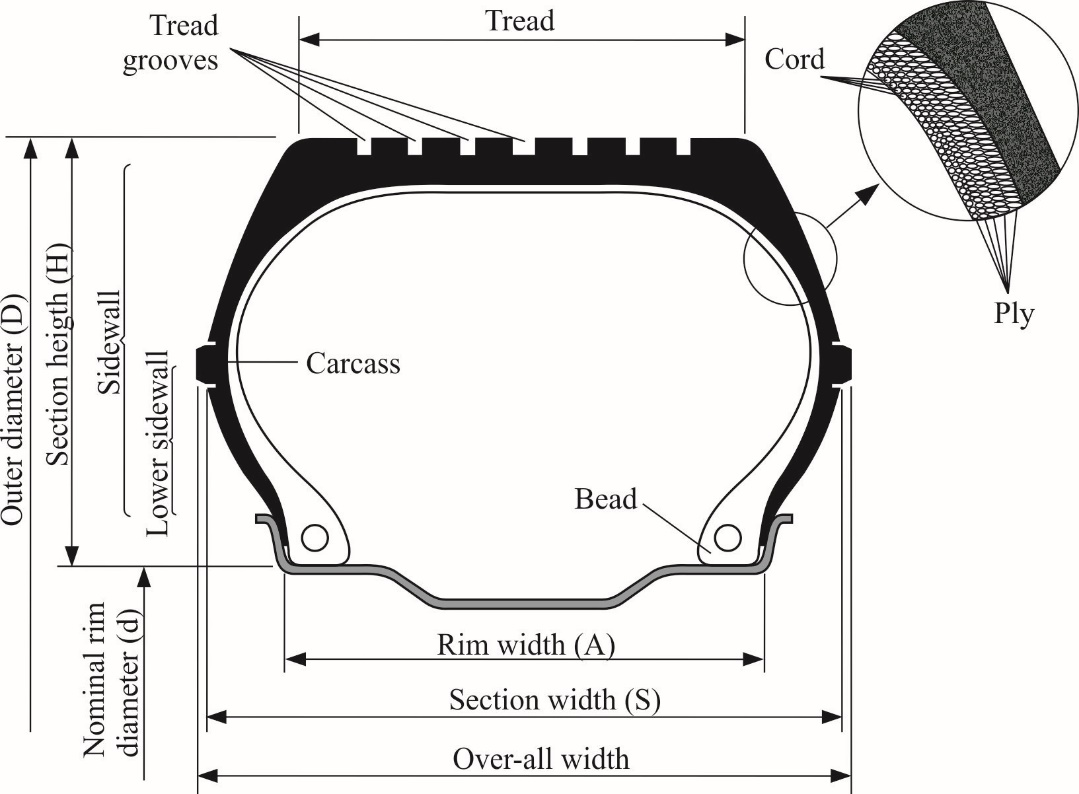 Tread
Tread
grooves
Cord
Ply
Outer diameter (D)
Section heigth (H)
Sidewall
Lower sidewall
Carcass
Bead
Nominal rim
diameter (d)
Rim width (A)
Section width (S)
Over-all width